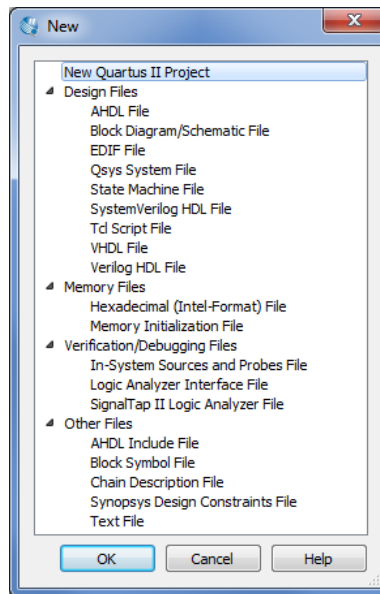 New
New Quartus II Project
Design Files
AHDL File
Block Diagram/Schematic File
EDIF File
Qsys System File
State Machine File
SystemVerilog HDL File
Tcl Script File
VHDL File
Verilog HDL File
Memory Files
Hexadecimal (Intel-Format) File
Memory Initialization File
Verification/Debugging Files
In-System Sources and Probes File
Logic Analyzer Interface File
SignalTap II Logic Analyzer File
Other Files
AHDL Include File
Block Symbol File
Chain Description File
Synopsys Design Constraints File
Text File
OK Cancel Help